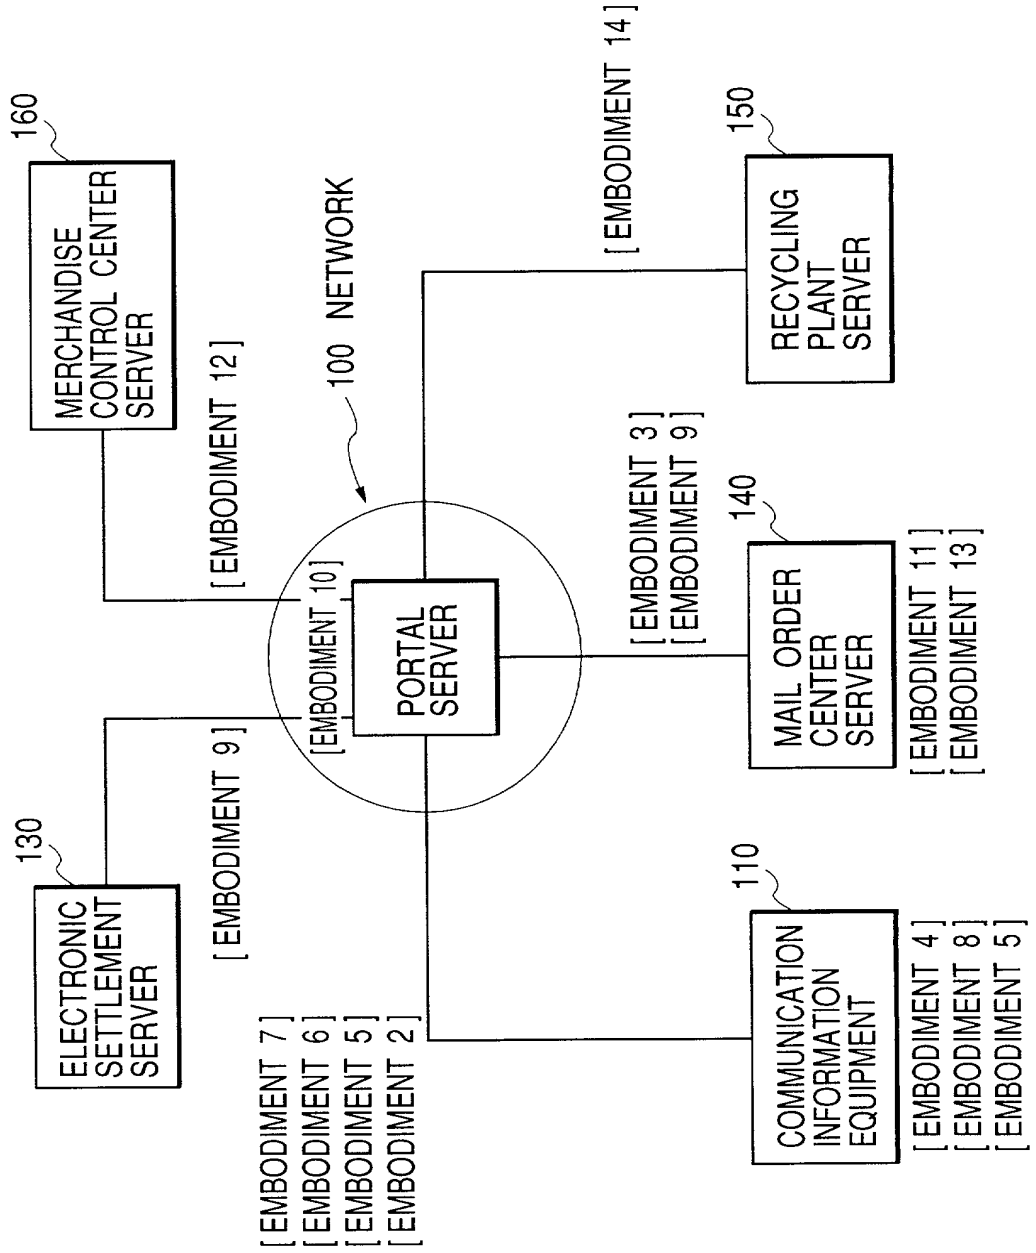 130
ELECTRONIC
SETTLEMENT
SERVER
160
MERCHANDISE
CONTROL CENTER
SERVER
[EMBODIMENT 9]
[EMBODIMENT 12]
[EMBODIMENT 7]
[EMBODIMENT 6]
[EMBODIMENT 5]
[EMBODIMENT 2]
[EMBODIMENT 10]
100 NETWORK
PORTAL
SERVER
[EMBODIMENT 14]
[EMBODIMENT 3]
[EMBODIMENT 9]
110
COMMUNICATION
INFORMATION
EQUIPMENT
[EMBODIMENT 4]
[EMBODIMENT 8]
[EMBODIMENT 5]
140
MAIL ORDER
CENTER
SERVER
[EMBODIMENT 11]
[EMBODIMENT 13]
150
RECYCLING
PLANT
SERVER